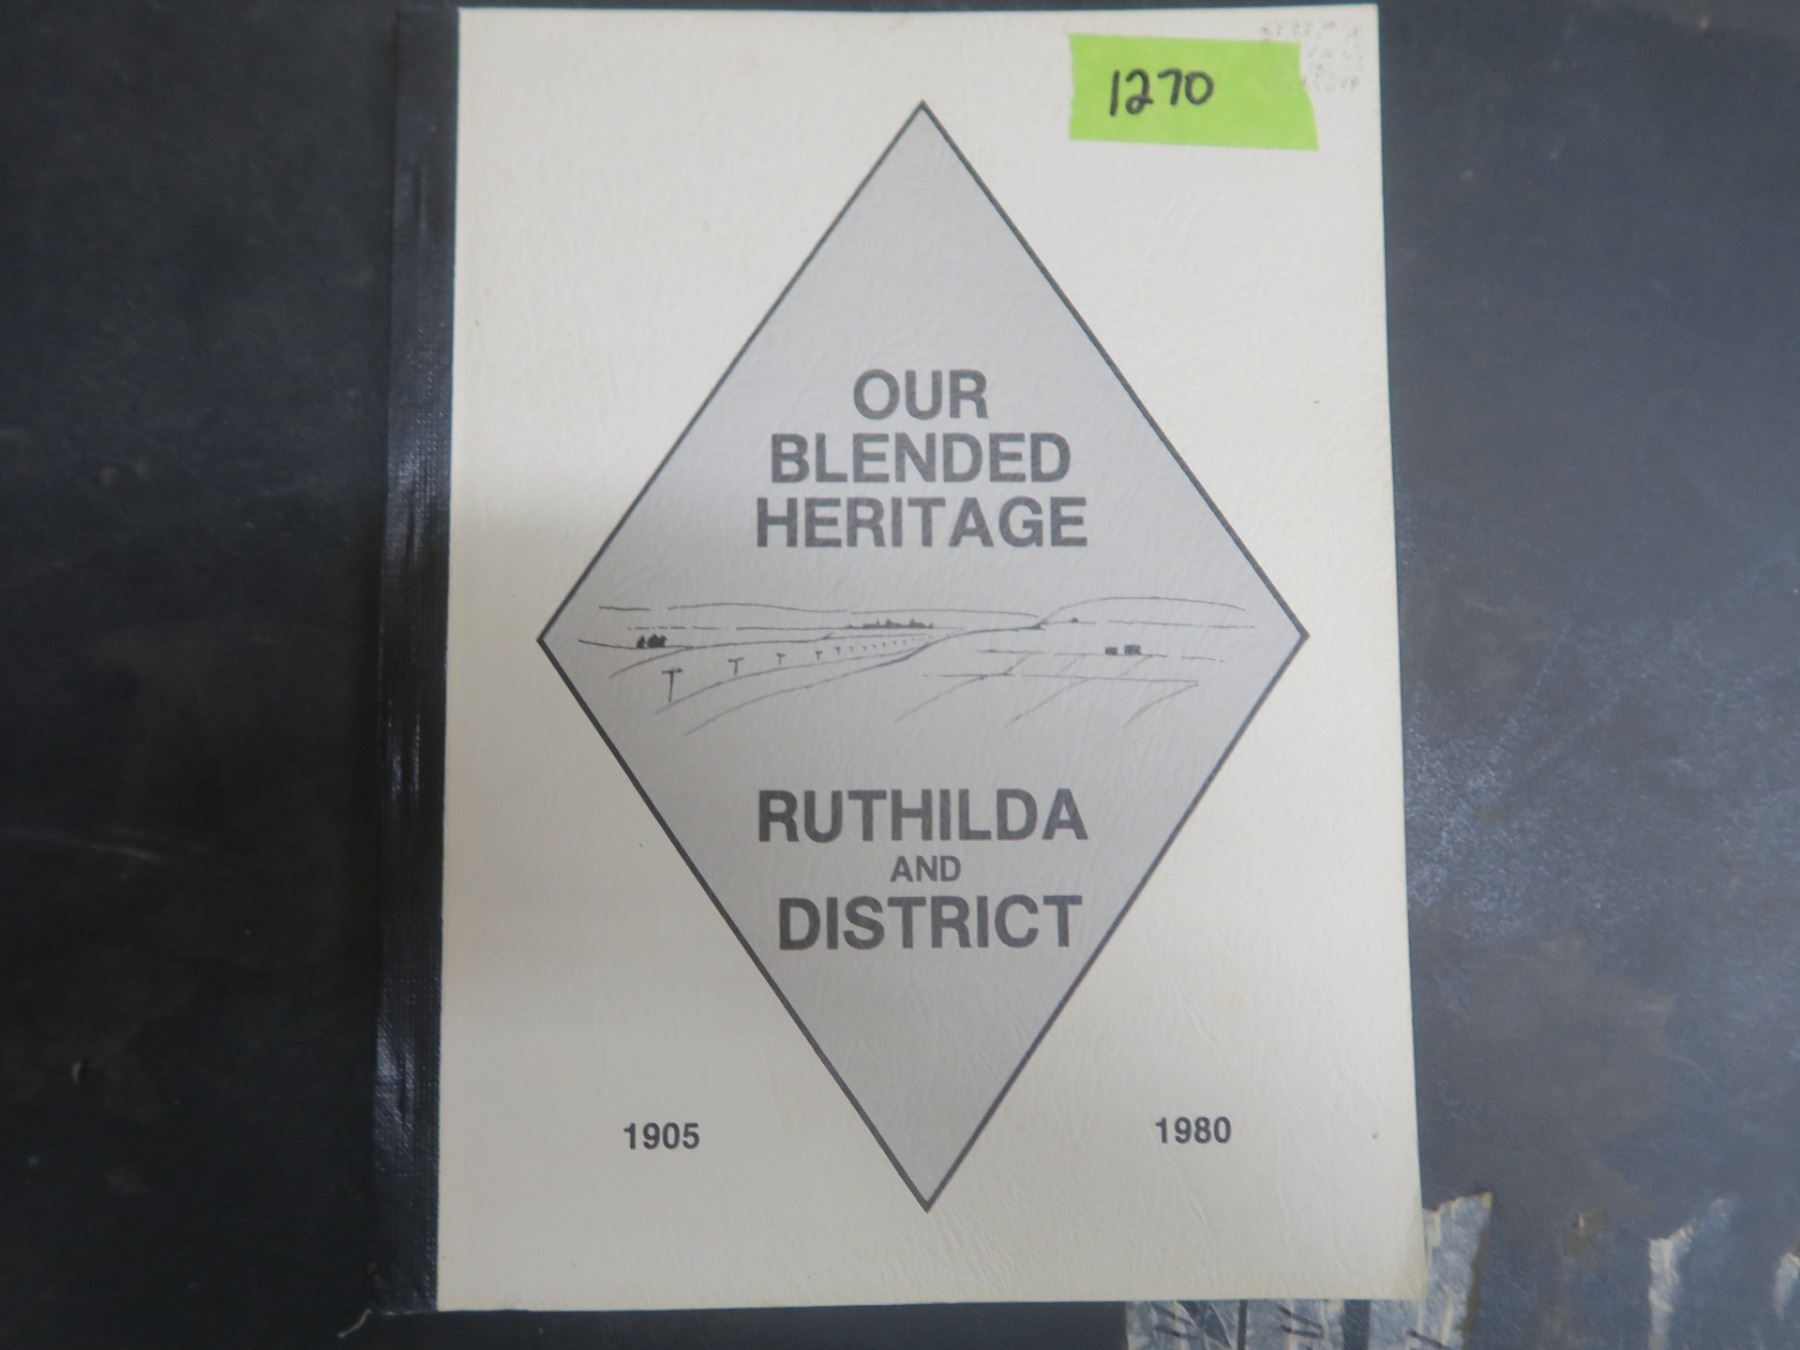 1270
OUR
BLENDED
HERITAGE
RUTHILDA
AND
DISTRICT
1905 1980